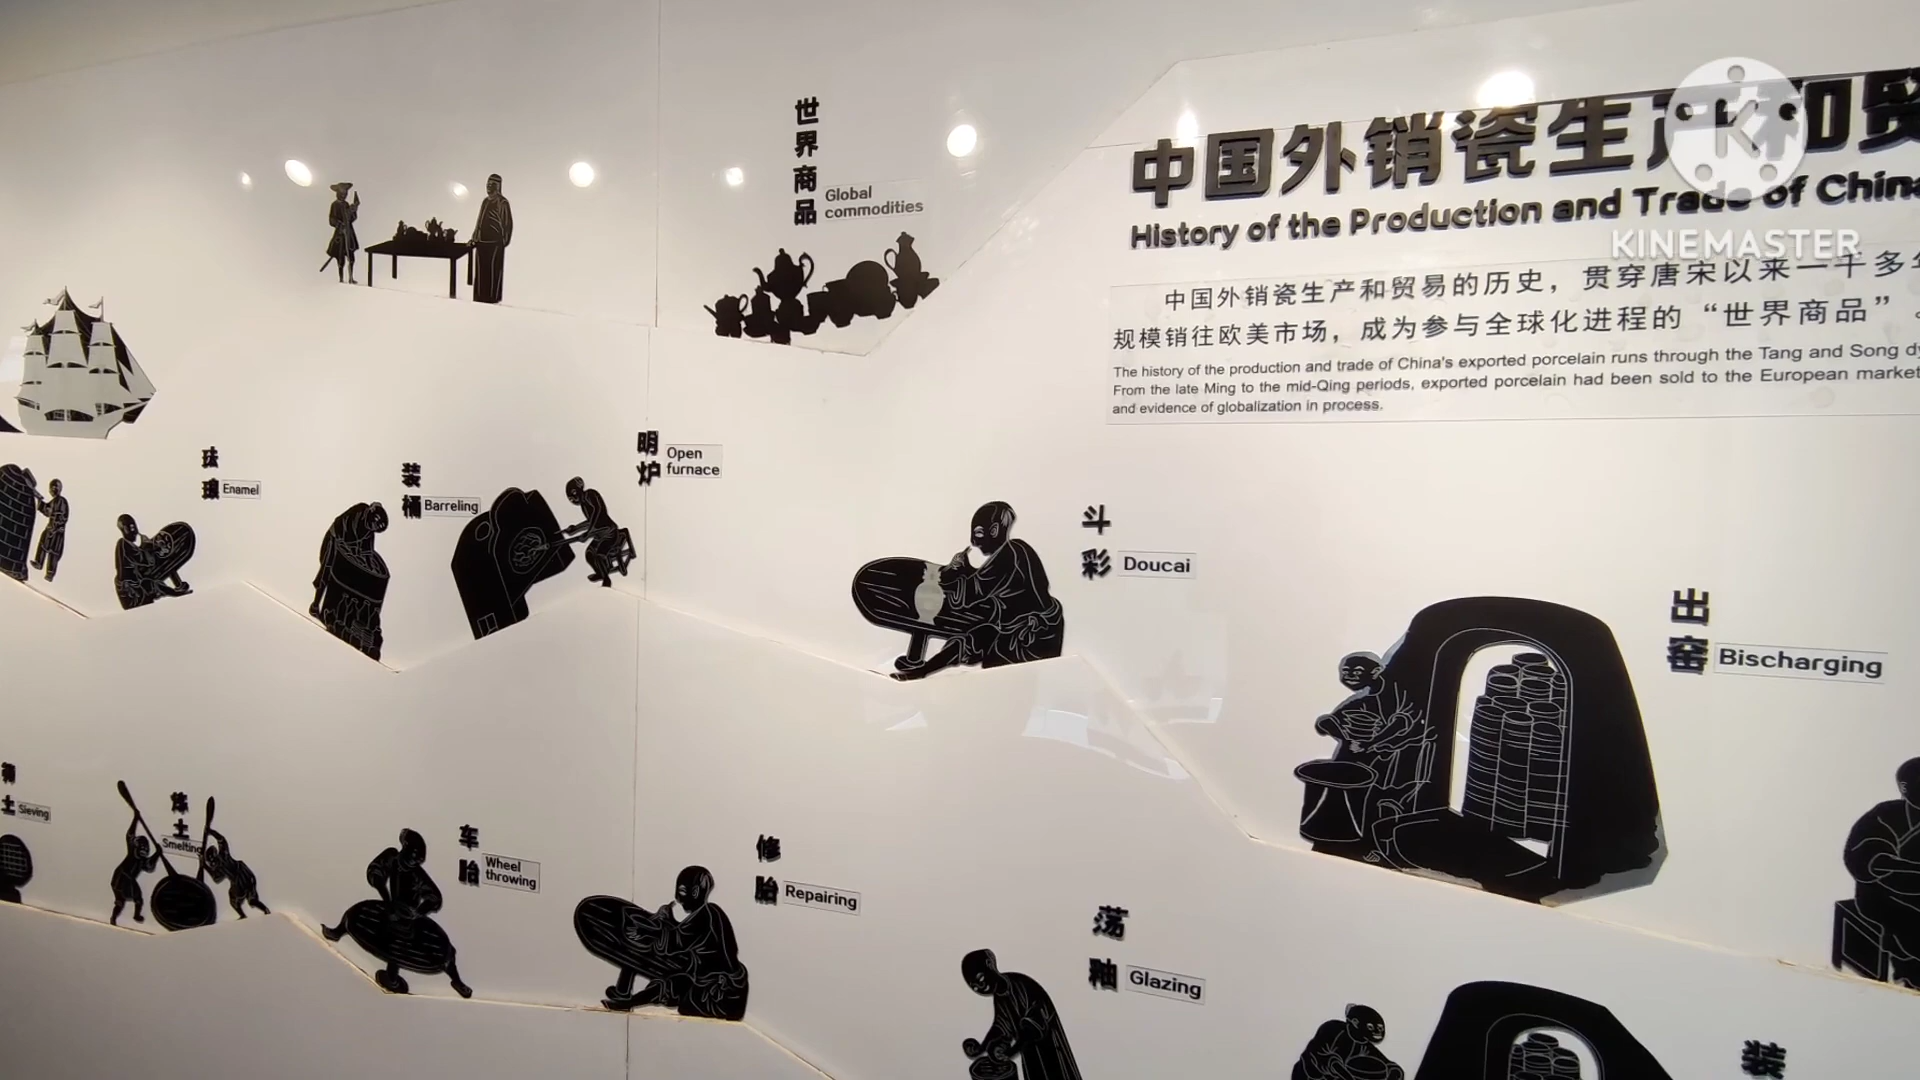 中国外销瓷生产和贸
History of the Production and Trade of China
KINEMASTER
中国外销瓷生产和贸易的历史，贯穿唐宋以来一千多年
规模销往欧美市场，成为参与全球化进程的“世界商品”。
The history of the production and trade of China's exported porcelain runs through the Tang and Song
From the late Ming to the mid-Qing periods, exported porcelain had been sold to the European market
and evidence of globalization in process.
世界商品
Global
commodities
珐琅
Enamel
装桶
Barreling
明炉
Open
furnace
斗彩
Doucai
出窑
Bischarging
土
Sieving
炼土
Smelting
车胎
Wheel
throwing
修胎
Repairing
荡釉
Glazing
装